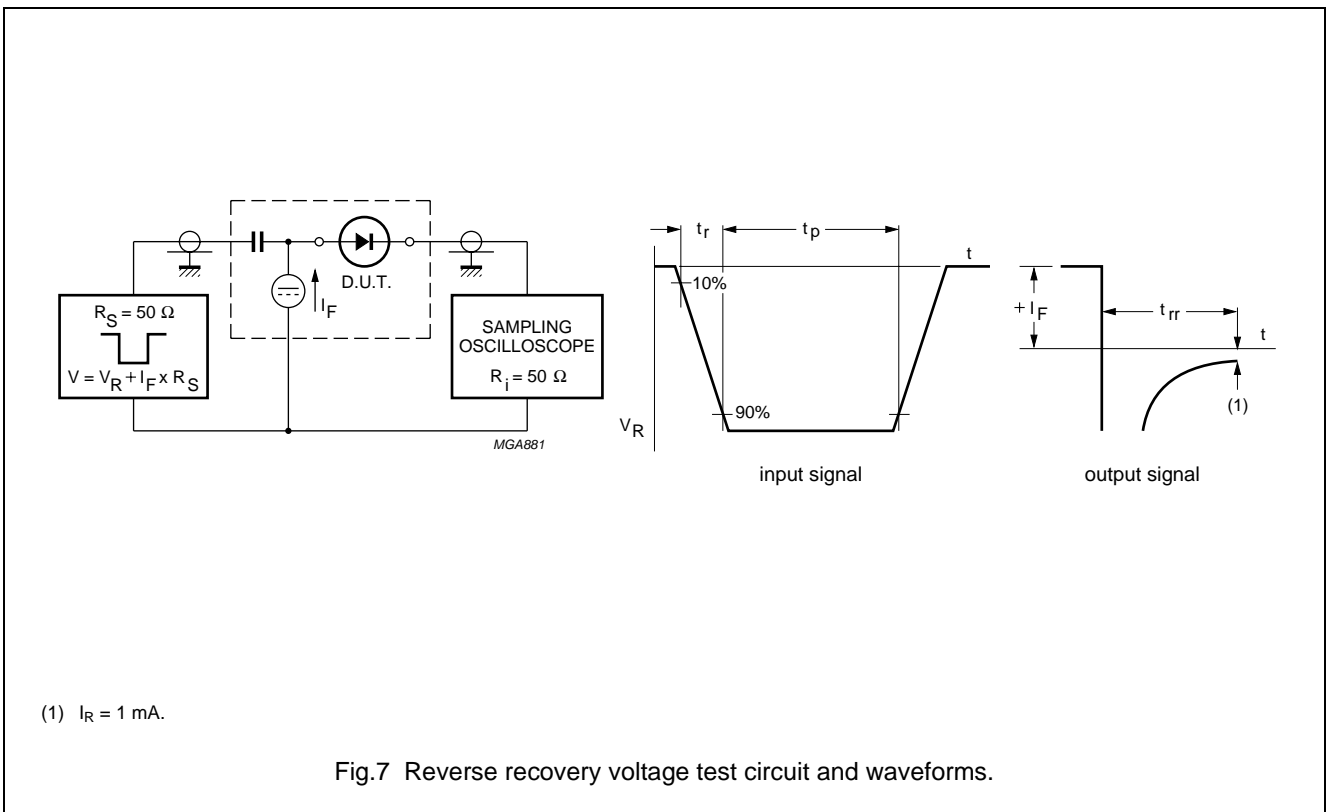 R_S = 50 Ω
V = V_R + I_F x R_S
I_F
D.U.T.
SAMPLING
OSCILLOSCOPE
R_i = 50 Ω
MGA881
t_r
t_p
t
10%
90%
V_R
input signal
+ I_F
t_rr
t
(1)
output signal
(1) I_R = 1 mA.
Fig.7 Reverse recovery voltage test circuit and waveforms.